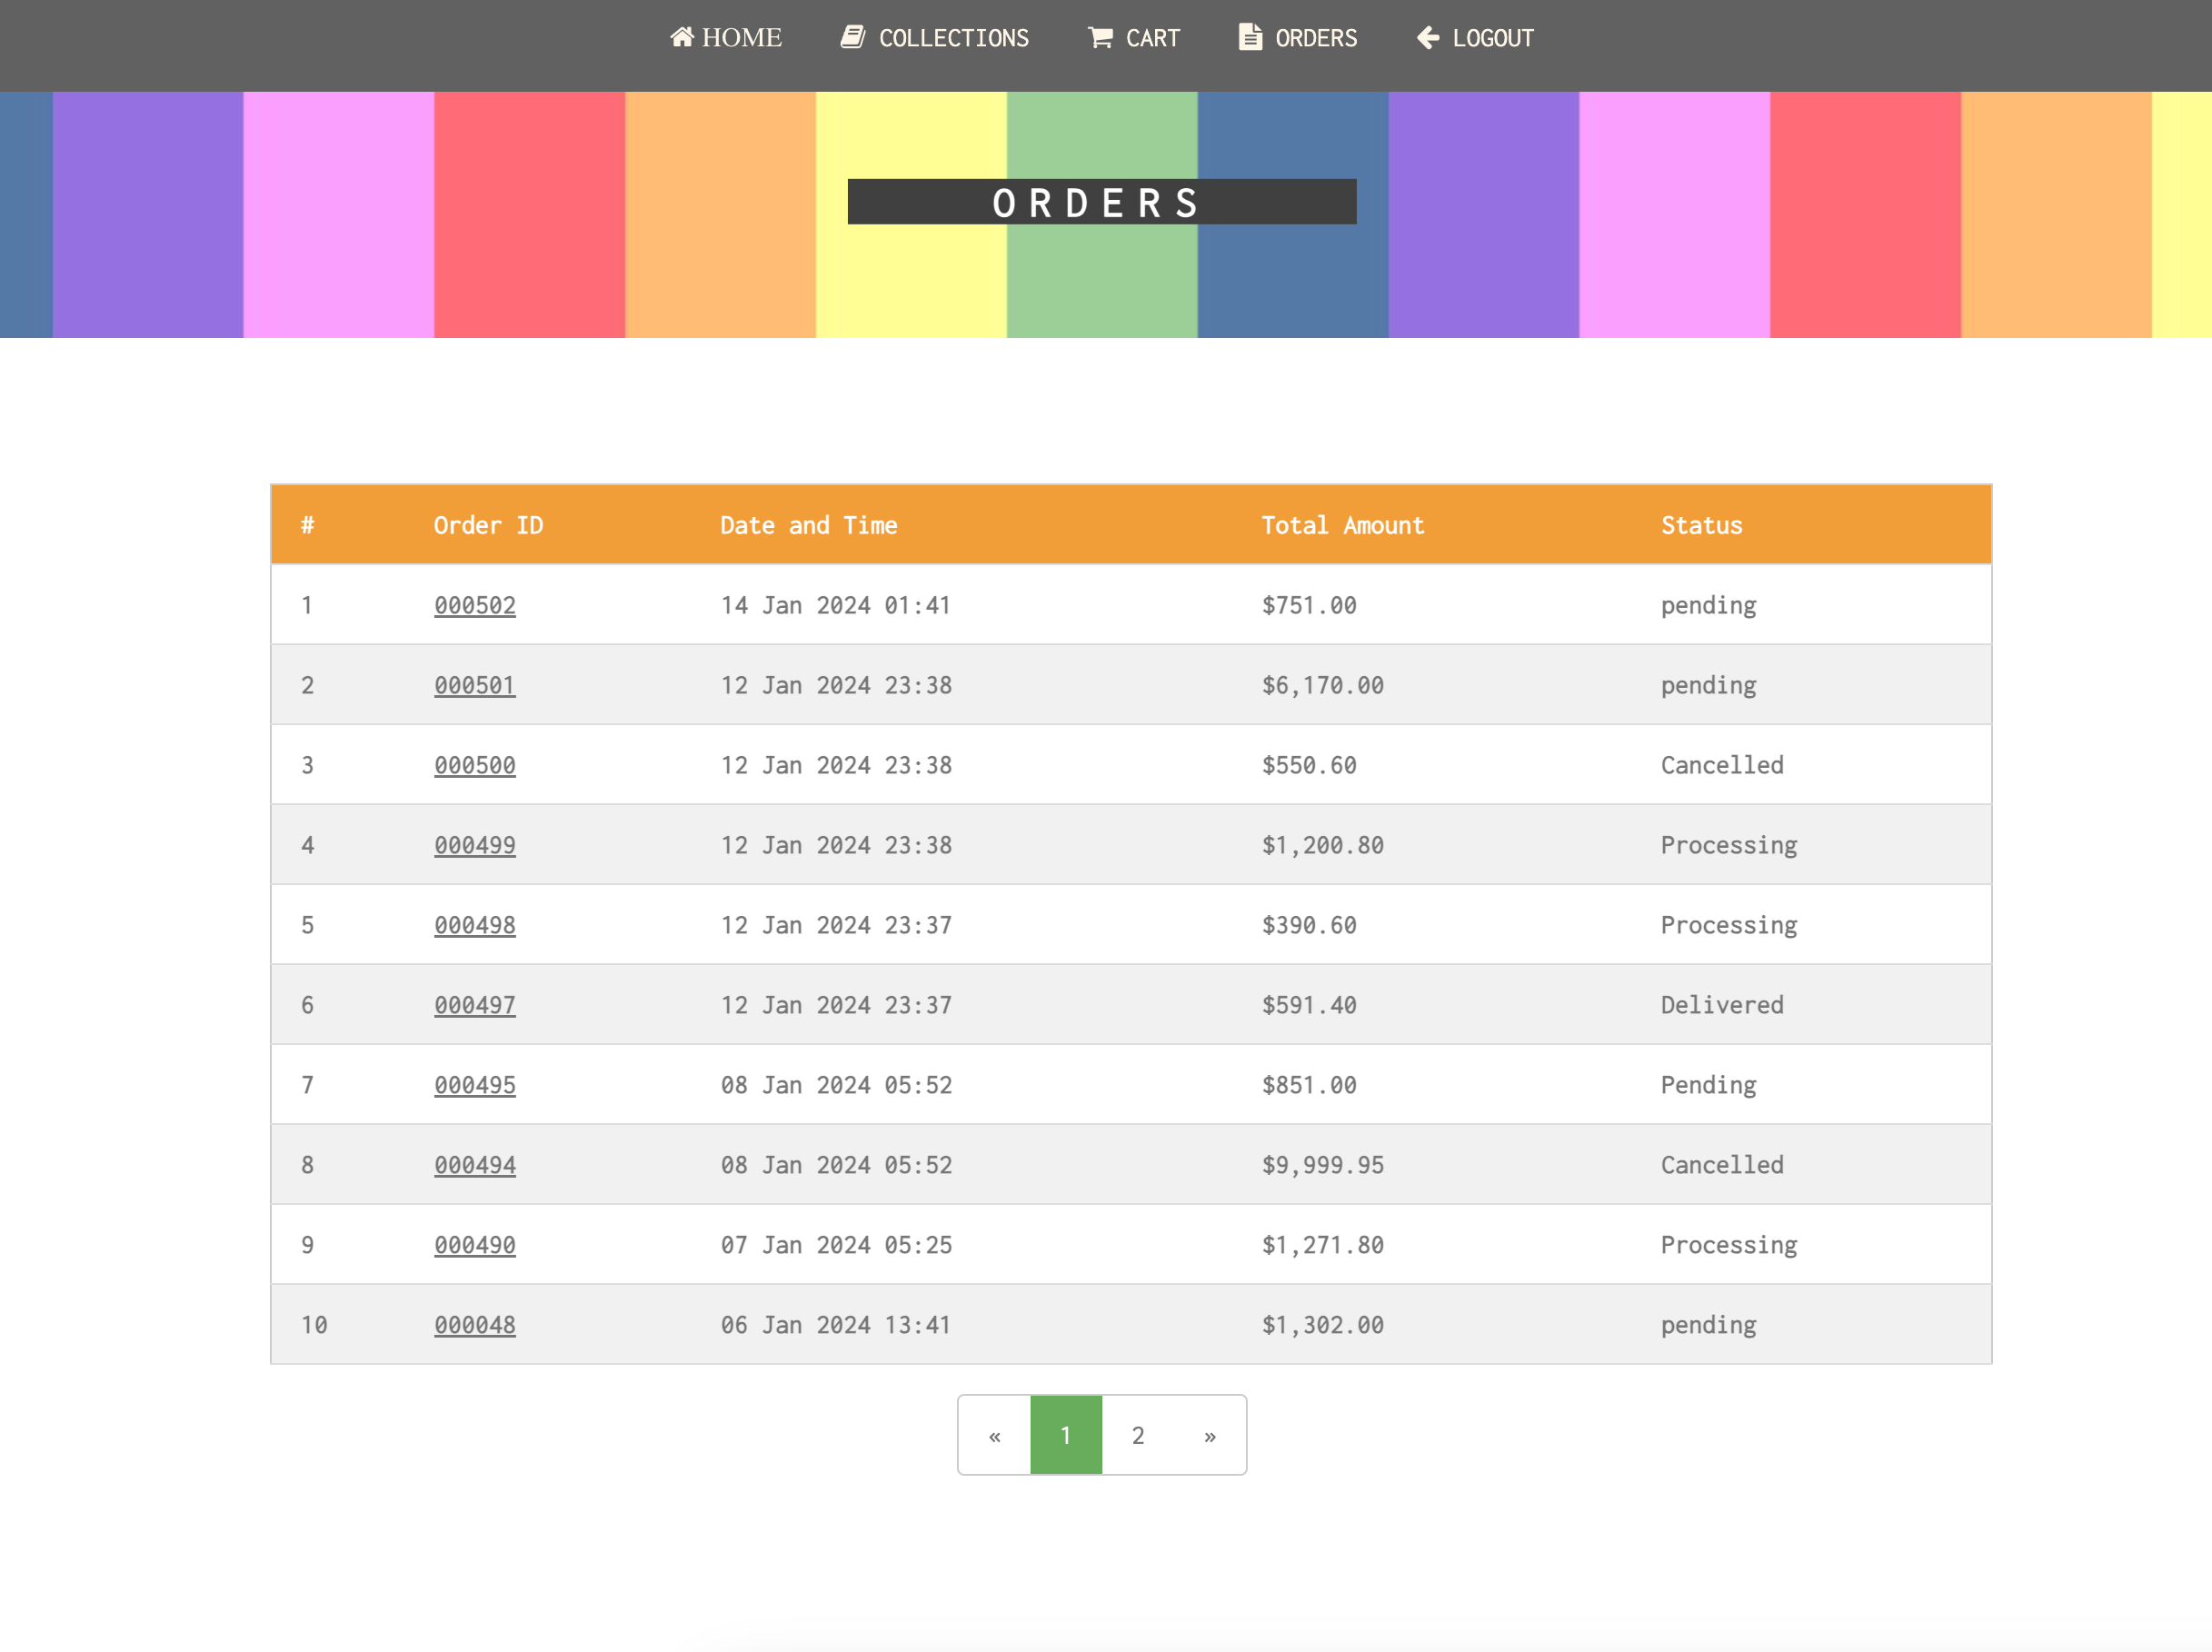 HOME COLLECTIONS CART ORDERS LOGOUT
ORDERS
# Order ID Date and Time Total Amount Status
1 000502 14 Jan 2024 01:41 $751.00 pending
2 000501 12 Jan 2024 23:38 $6,170.00 pending
3 000500 12 Jan 2024 23:38 $550.60 Cancelled
4 000499 12 Jan 2024 23:38 $1,200.80 Processing
5 000498 12 Jan 2024 23:37 $390.60 Processing
6 000497 12 Jan 2024 23:37 $591.40 Delivered
7 000495 08 Jan 2024 05:52 $851.00 Pending
8 000494 08 Jan 2024 05:52 $9,999.95 Cancelled
9 000490 07 Jan 2024 05:25 $1,271.80 Processing
10 000048 06 Jan 2024 13:41 $1,302.00 pending
« 1 2 »